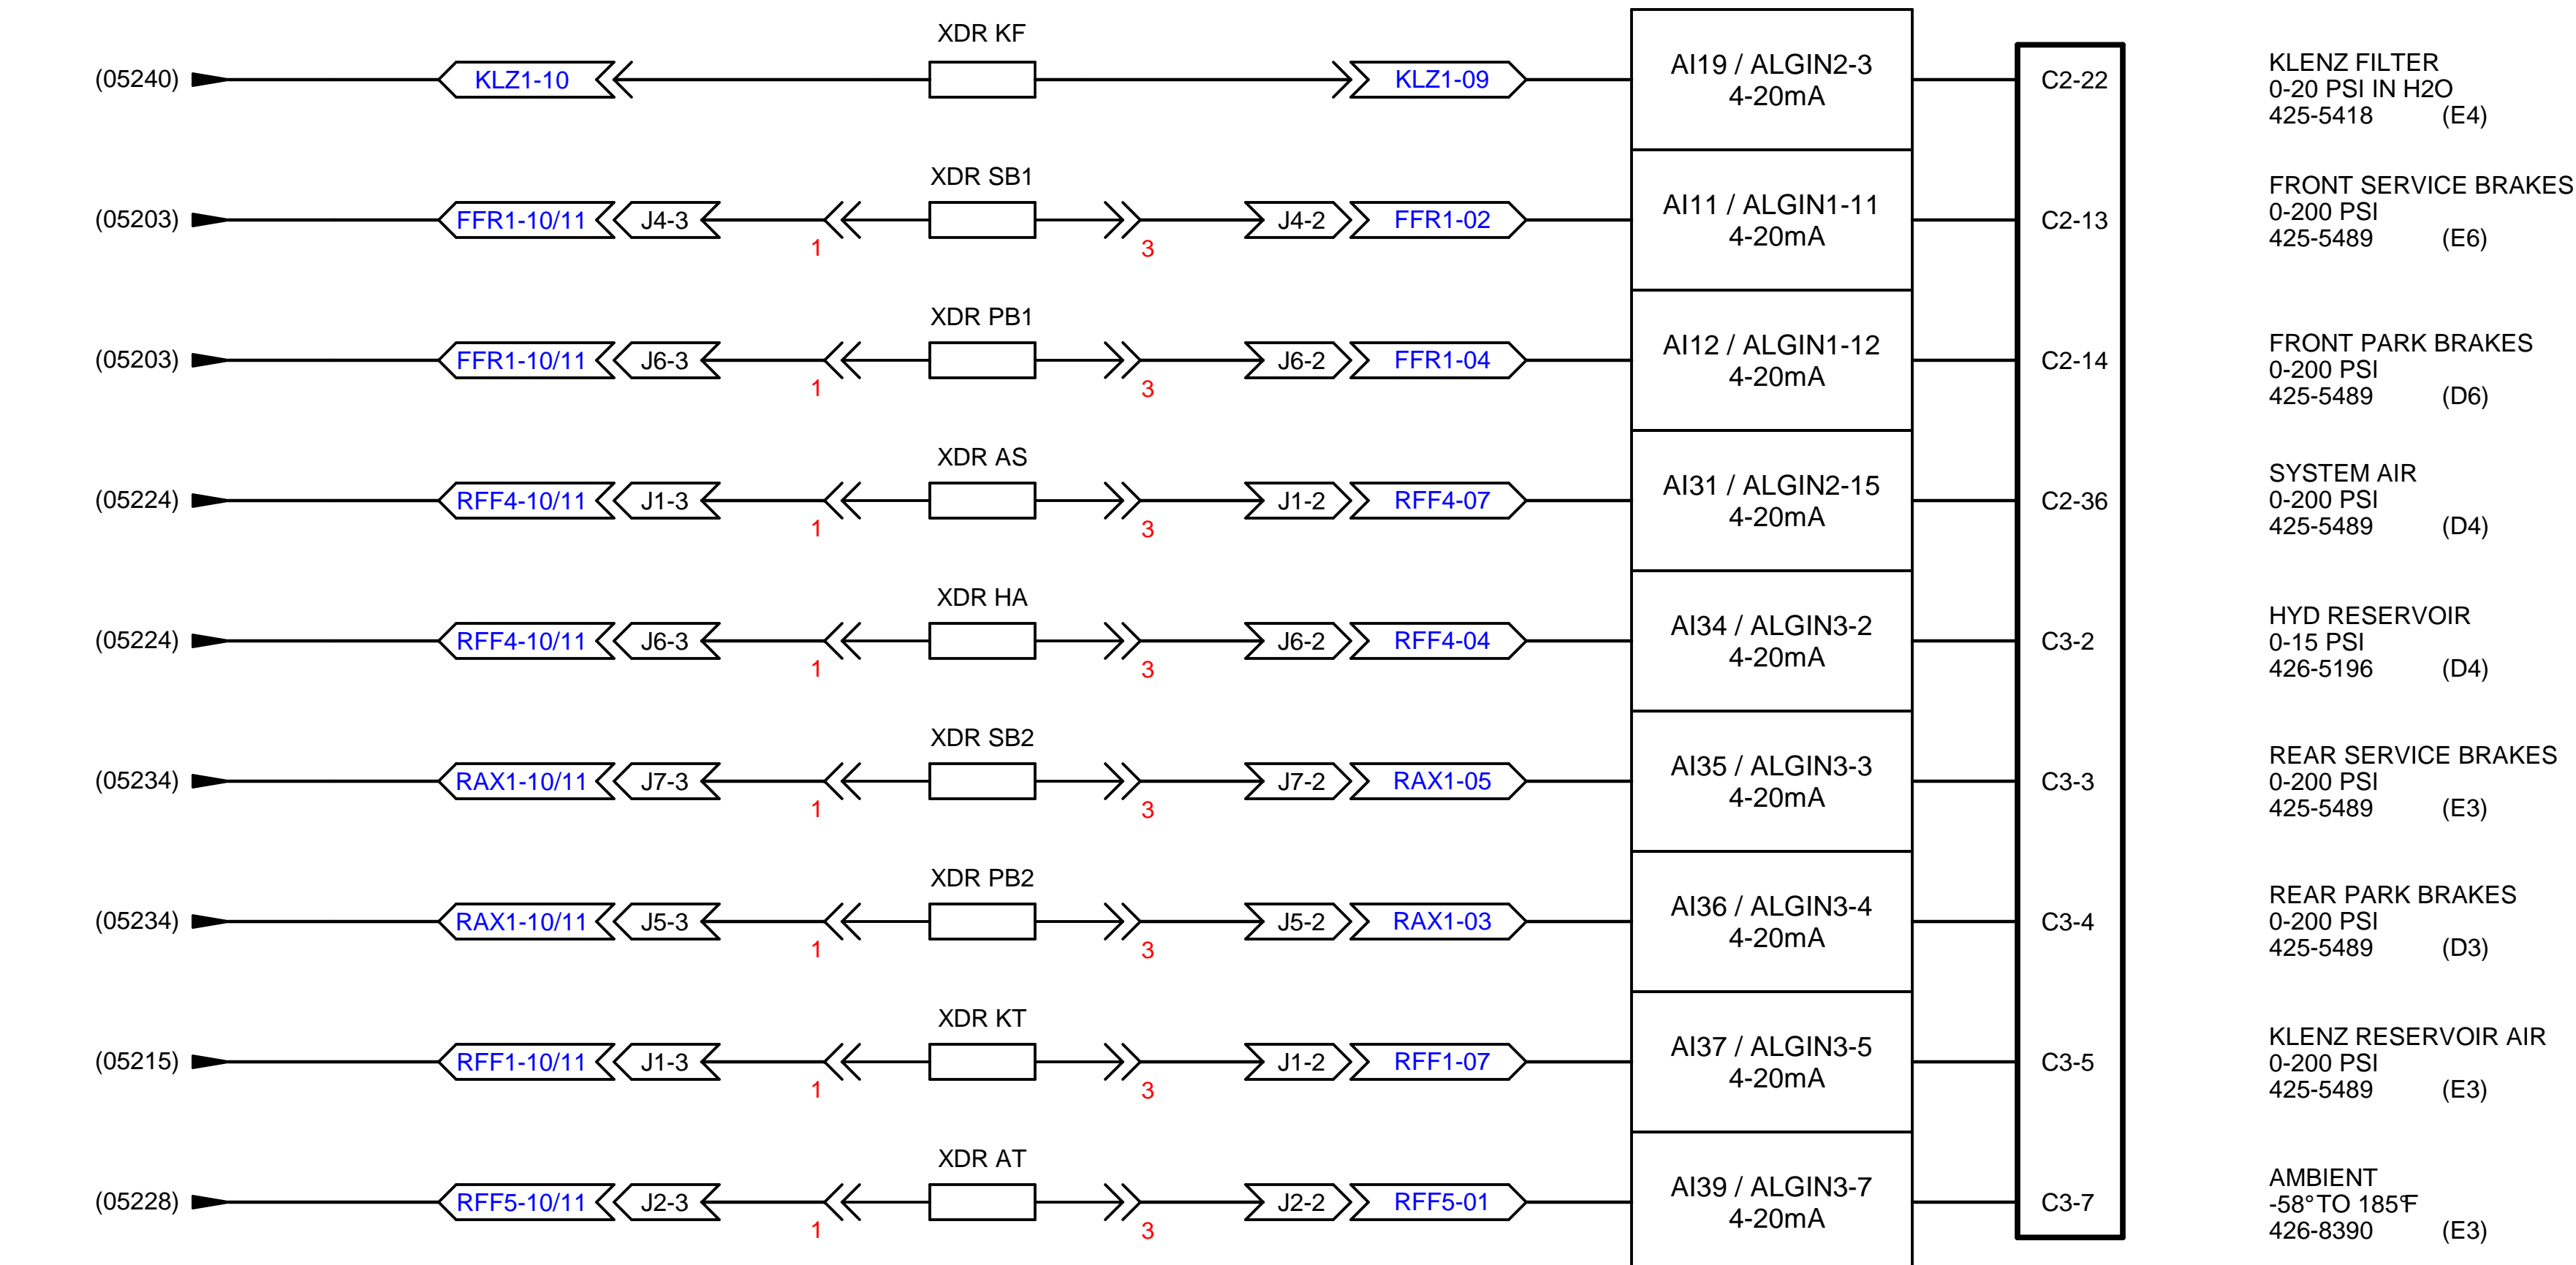 XDR KF
(05240) KLZ1-10 KLZ1-09 AI19 / ALGIN2-3 C2-22
4-20mA
KLENZ FILTER
0-20 PSI IN H2O
425-5418 (E4)
XDR SB1
(05203) FFR1-10/11 J4-3 J4-2 FFR1-02 AI11 / ALGIN1-11 C2-13
1 3 4-20mA
FRONT SERVICE BRAKES
0-200 PSI
425-5489 (E6)
XDR PB1
(05203) FFR1-10/11 J6-3 J6-2 FFR1-04 AI12 / ALGIN1-12 C2-14
1 3 4-20mA
FRONT PARK BRAKES
0-200 PSI
425-5489 (D6)
XDR AS
(05224) RFF4-10/11 J1-3 J1-2 RFF4-07 AI31 / ALGIN2-15 C2-36
1 3 4-20mA
SYSTEM AIR
0-200 PSI
425-5489 (D4)
XDR HA
(05224) RFF4-10/11 J6-3 J6-2 RFF4-04 AI34 / ALGIN3-2 C3-2
1 3 4-20mA
HYD RESERVOIR
0-15 PSI
426-5196 (D4)
XDR SB2
(05234) RAX1-10/11 J7-3 J7-2 RAX1-05 AI35 / ALGIN3-3 C3-3
1 3 4-20mA
REAR SERVICE BRAKES
0-200 PSI
425-5489 (E3)
XDR PB2
(05234) RAX1-10/11 J5-3 J5-2 RAX1-03 AI36 / ALGIN3-4 C3-4
1 3 4-20mA
REAR PARK BRAKES
0-200 PSI
425-5489 (D3)
XDR KT
(05215) RFF1-10/11 J1-3 J1-2 RFF1-07 AI37 / ALGIN3-5 C3-5
1 3 4-20mA
KLENZ RESERVOIR AIR
0-200 PSI
425-5489 (E3)
XDR AT
(05228) RFF5-10/11 J2-3 J2-2 RFF5-01 AI39 / ALGIN3-7 C3-7
1 3 4-20mA
AMBIENT
-58° TO 185°F
426-8390 (E3)